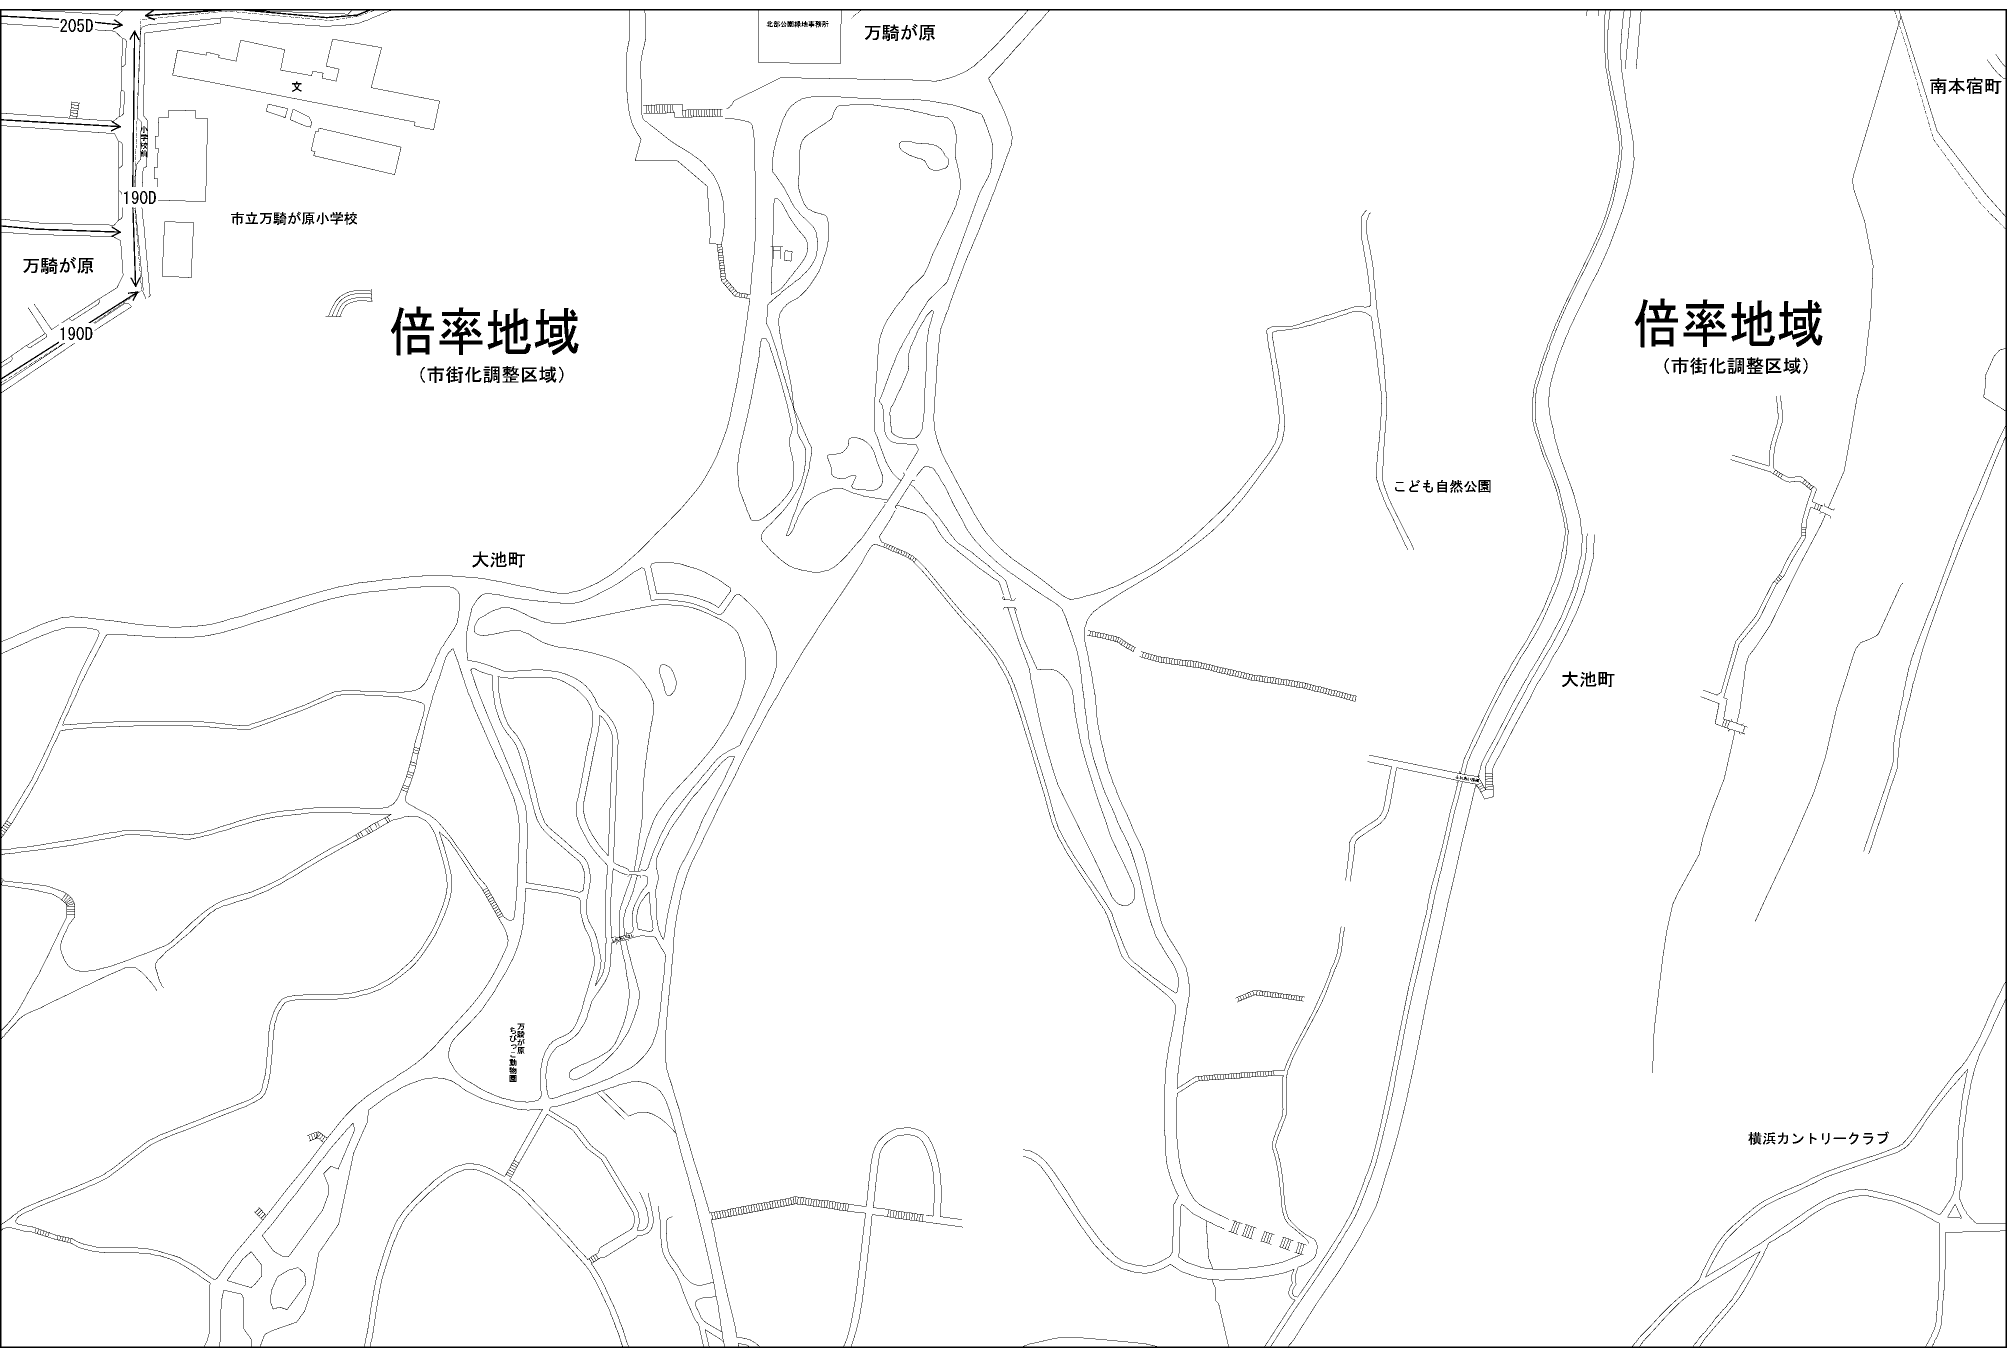 205D
北部公園緑地事務所
万騎が原
南本宿町
文
小学校前
190D
市立万騎が原小学校
万騎が原
190D
倍率地域
（市街化調整区域）
倍率地域
（市街化調整区域）
こども自然公園
大池町
大池町
万騎が原
ちびっこ動物園
横浜カントリークラブ